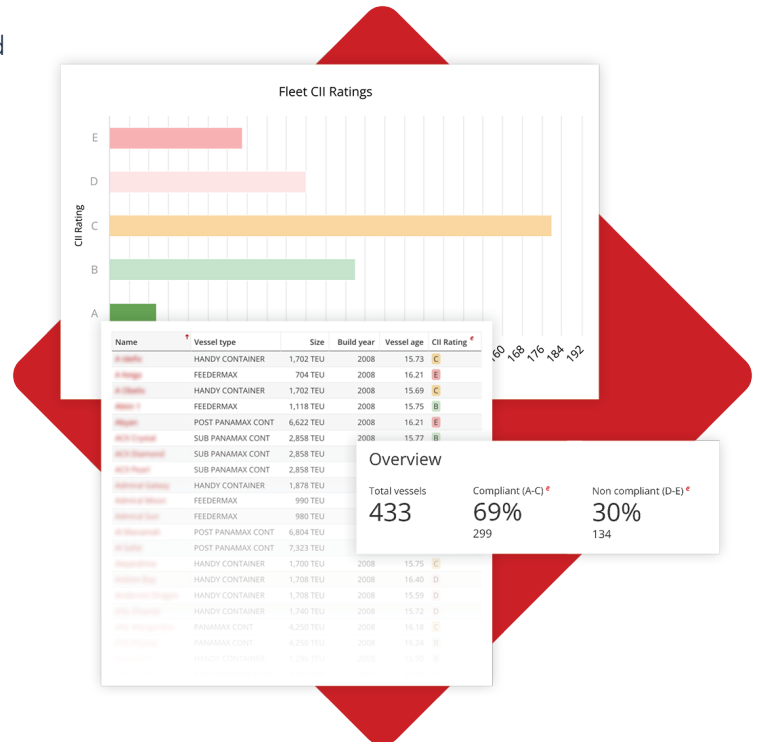 Fleet CII Ratings
E
D
C
B
A
CII Rating
160 168 176 184 192
Name Vessel type Size Build year Vessel age CII Rating e
HANDY CONTAINER 1,702 TEU 2008 15.73 C
FEEDERMAX 704 TEU 2008 16.21 E
HANDY CONTAINER 1,702 TEU 2008 15.69 C
FEEDERMAX 1,118 TEU 2008 15.75 B
POST PANAMAX CONT 6,622 TEU 2008 16.21 E
SUB PANAMAX CONT 2,858 TEU 2008 15.77 B
SUB PANAMAX CONT 2,858 TEU
SUB PANAMAX CONT 2,858 TEU
HANDY CONTAINER 1,878 TEU
FEEDERMAX 990 TEU
FEEDERMAX 980 TEU
POST PANAMAX CONT 6,804 TEU
POST PANAMAX CONT 7,323 TEU
HANDY CONTAINER 1,700 TEU 2008 15.75 C
HANDY CONTAINER 1,708 TEU 2008 16.40 D
HANDY CONTAINER 1,708 TEU 2008 15.59 D
HANDY CONTAINER 1,740 TEU 2008 15.72 D
PANAMAX CONT 4,250 TEU 2008 16.18 C
PANAMAX CONT 4,250 TEU 2008 16.24
HANDY CONTAINER
Overview
Total vessels Compliant (A-C) e Non compliant (D-E) e
433 69% 30%
299 134